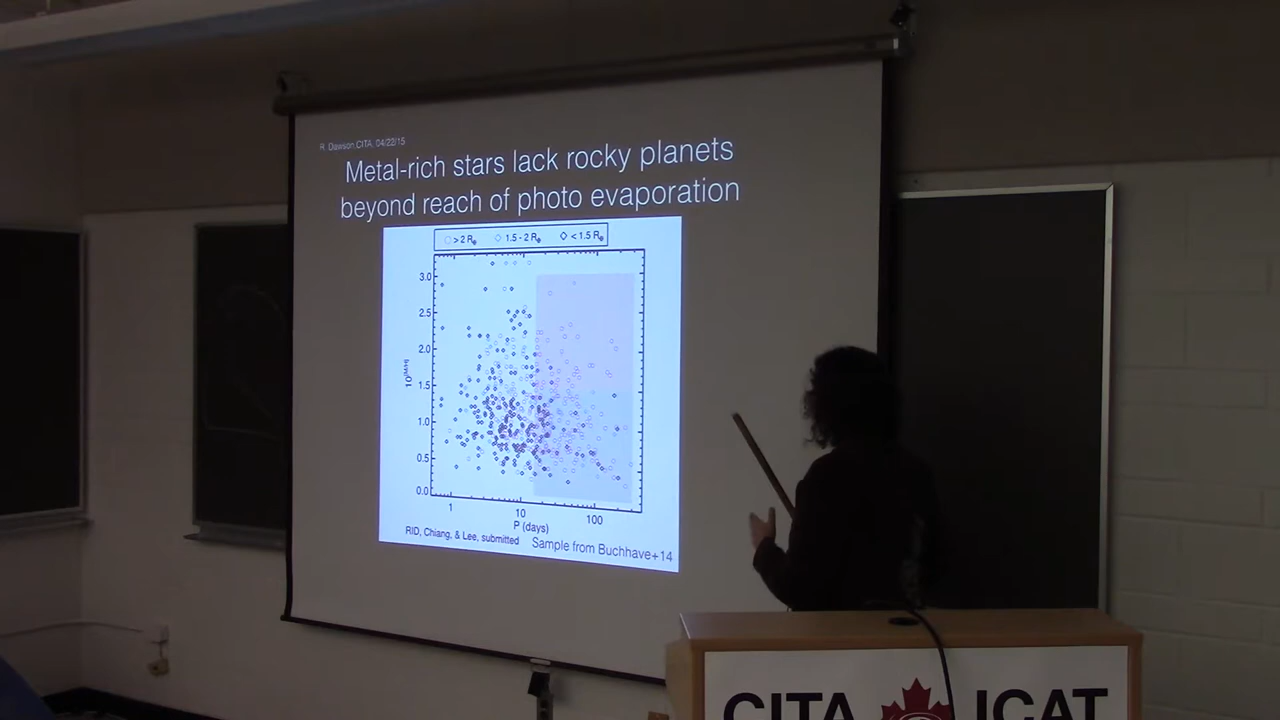 R. Dawson CITA, 04/22/15
Metal-rich stars lack rocky planets
beyond reach of photo evaporation
> 2 R⊕ 1.5 - 2 R⊕ < 1.5 R⊕
3.0
2.5
2.0
1.5
1.0
0.5
0.0
10[M/H]
1 10 100
P (days)
RID, Chiang, & Lee, submitted
Sample from Buchhave+14
CITA ICAT